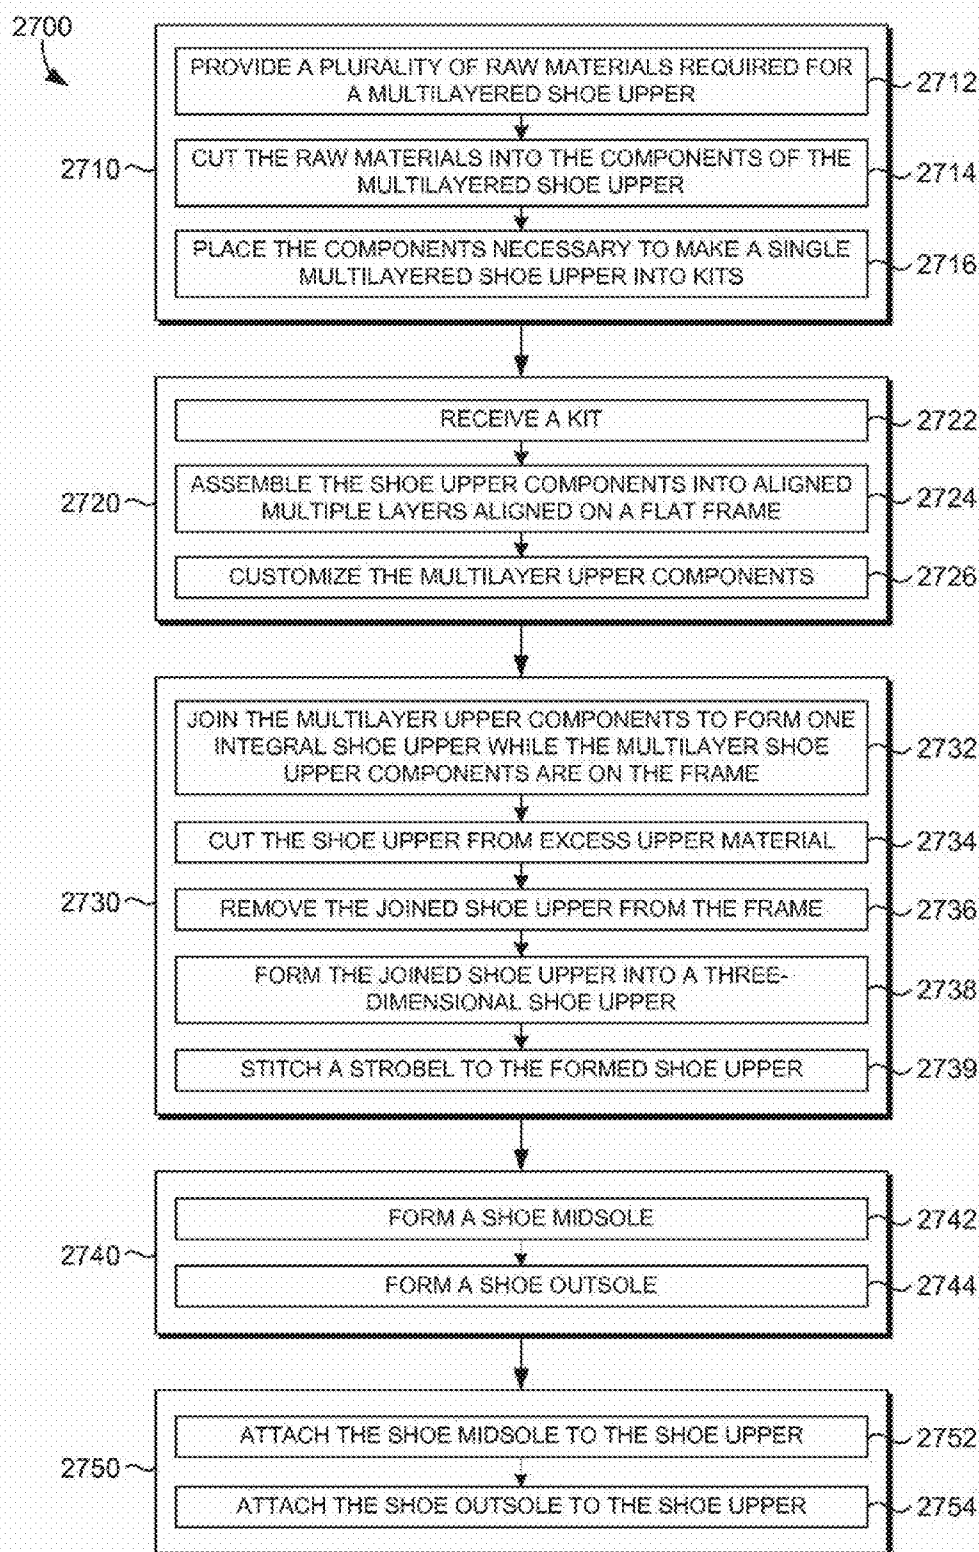 2700
PROVIDE A PLURALITY OF RAW MATERIALS REQUIRED FOR
A MULTILAYERED SHOE UPPER
2712
2710
CUT THE RAW MATERIALS INTO THE COMPONENTS OF THE
MULTILAYERED SHOE UPPER
2714
PLACE THE COMPONENTS NECESSARY TO MAKE A SINGLE
MULTILAYERED SHOE UPPER INTO KITS
2716
RECEIVE A KIT
2722
2720
ASSEMBLE THE SHOE UPPER COMPONENTS INTO ALIGNED
MULTIPLE LAYERS ALIGNED ON A FLAT FRAME
2724
CUSTOMIZE THE MULTILAYER UPPER COMPONENTS
2726
JOIN THE MULTILAYER UPPER COMPONENTS TO FORM ONE
INTEGRAL SHOE UPPER WHILE THE MULTILAYER SHOE
UPPER COMPONENTS ARE ON THE FRAME
2732
CUT THE SHOE UPPER FROM EXCESS UPPER MATERIAL
2734
2730
REMOVE THE JOINED SHOE UPPER FROM THE FRAME
2736
FORM THE JOINED SHOE UPPER INTO A THREE-
DIMENSIONAL SHOE UPPER
2738
STITCH A STROBEL TO THE FORMED SHOE UPPER
2739
FORM A SHOE MIDSOLE
2742
2740
FORM A SHOE OUTSOLE
2744
ATTACH THE SHOE MIDSOLE TO THE SHOE UPPER
2752
2750
ATTACH THE SHOE OUTSOLE TO THE SHOE UPPER
2754